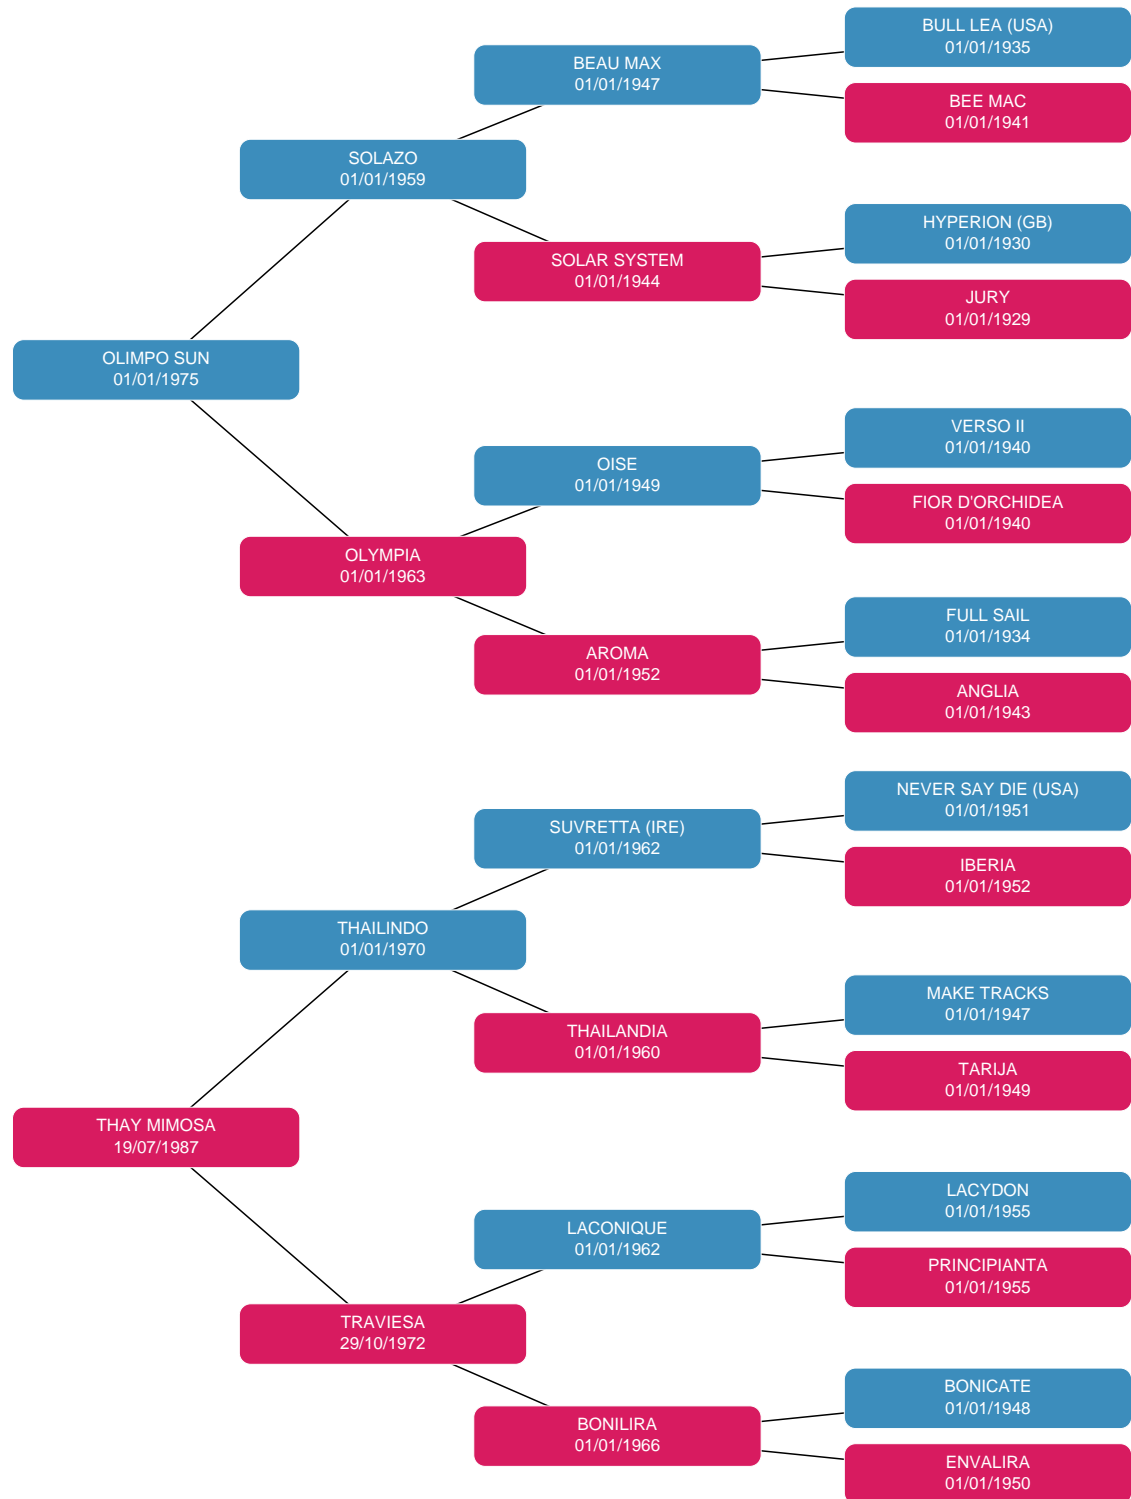 BULL LEA (USA)
01/01/1935
BEAU MAX
01/01/1947
BEE MAC
01/01/1941
SOLAZO
01/01/1959
HYPERION (GB)
01/01/1930
SOLAR SYSTEM
01/01/1944
JURY
01/01/1929
OLIMPO SUN
01/01/1975
VERSO II
01/01/1940
OISE
01/01/1949
FIOR D'ORCHIDEA
01/01/1940
OLYMPIA
01/01/1963
FULL SAIL
01/01/1934
AROMA
01/01/1952
ANGLIA
01/01/1943
NEVER SAY DIE (USA)
01/01/1951
SUVRETTA (IRE)
01/01/1962
IBERIA
01/01/1952
THAILINDO
01/01/1970
MAKE TRACKS
01/01/1947
THAILANDIA
01/01/1960
TARIJA
01/01/1949
THAY MIMOSA
19/07/1987
LACYDON
01/01/1955
LACONIQUE
01/01/1962
PRINCIPIANTA
01/01/1955
TRAVIESA
29/10/1972
BONICATE
01/01/1948
BONILIRA
01/01/1966
ENVALIRA
01/01/1950